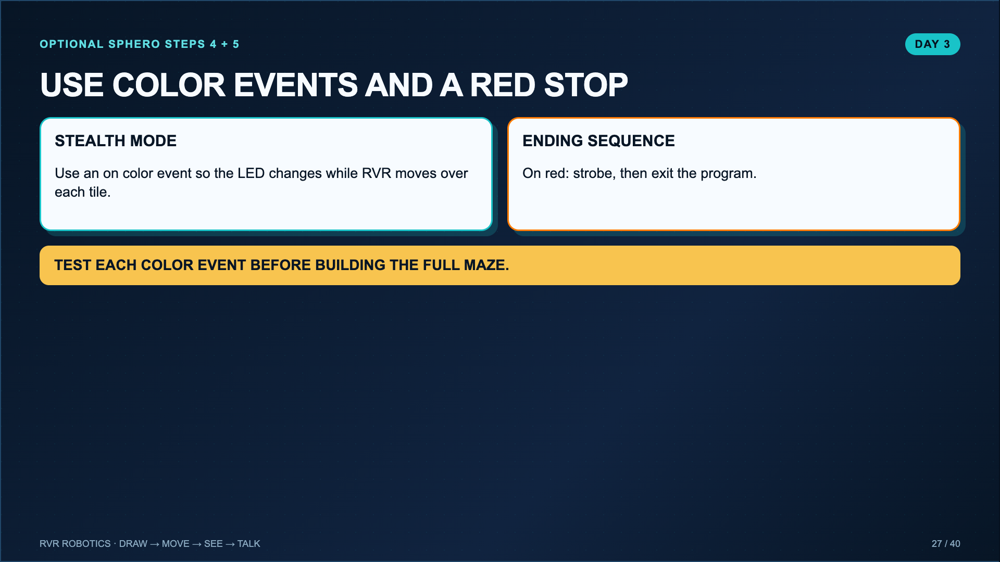 OPTIONAL SPHERO STEPS 4 + 5
DAY 3
USE COLOR EVENTS AND A RED STOP
STEALTH MODE
Use an on color event so the LED changes while RVR moves over
each tile.
ENDING SEQUENCE
On red: strobe, then exit the program.
TEST EACH COLOR EVENT BEFORE BUILDING THE FULL MAZE.
RVR ROBOTICS · DRAW → MOVE → SEE → TALK
27 / 40